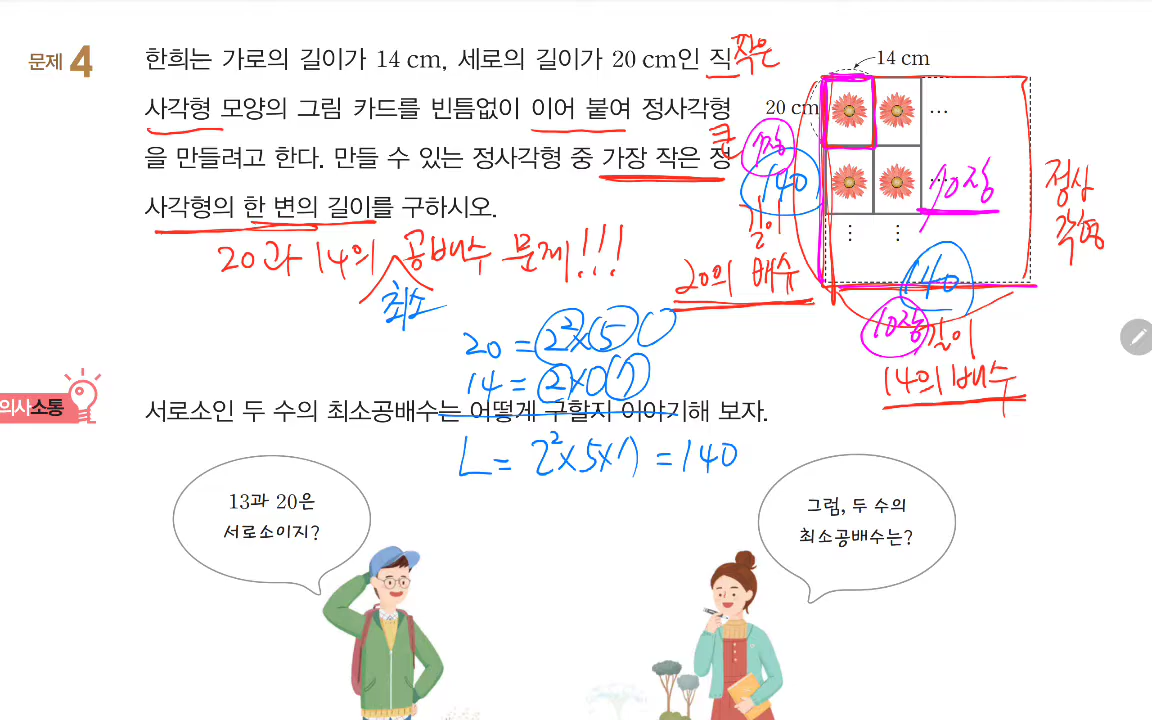 문제 4
한희는 가로의 길이가 14 cm, 세로의 길이가 20 cm인 직
사각형 모양의 그림 카드를 빈틈없이 이어 붙여 정사각형
을 만들려고 한다. 만들 수 있는 정사각형 중 가장 작은 정
사각형의 한 변의 길이를 구하시오.
작은
큰
14 cm
20 cm
...
7장
140
길이
20의 배수
10장
정사
각형
⋮ ⋮
140
10장
길이
14의 배수
20과 14의 공배수 문제!!!
최소
20 = 2²×5
14 = 2× 7
L = 2²×5×7 = 140
의사소통
서로소인 두 수의 최소공배수는 어떻게 구할지 이야기해 보자.
13과 20은
서로소이지?
그럼, 두 수의
최소공배수는?